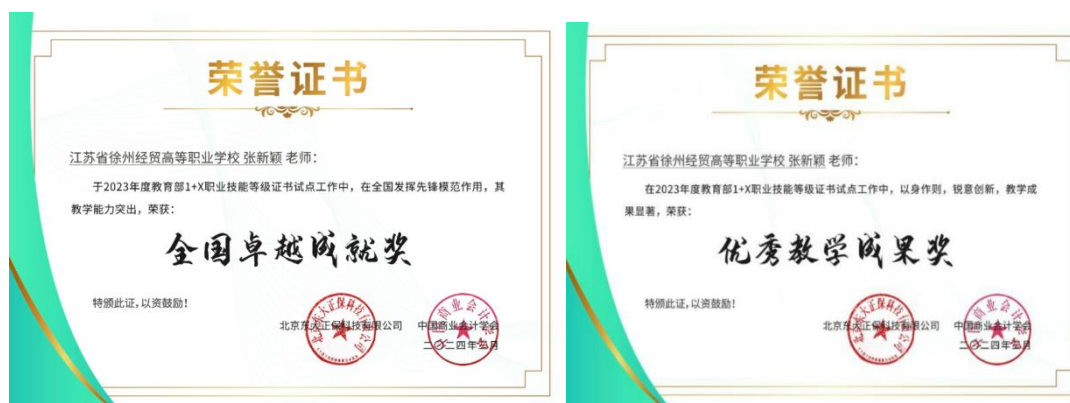 荣誉证书
江苏省徐州经贸高等职业学校 张新颖 老师：
于2023年度教育部1+X职业技能等级证书试点工作中，在全国发挥先锋模范作用，其
教学能力突出，荣获：
全国卓越成就奖
特颁此证，以资鼓励！
北京东大正保科技有限公司
中国商业会计学会
二〇二四年三月
荣誉证书
江苏省徐州经贸高等职业学校 张新颖 老师：
在2023年度教育部1+X职业技能等级证书试点工作中，以身作则，锐意创新，教学成
果显著，荣获：
优秀教学成果奖
特颁此证，以资鼓励！
北京东大正保科技有限公司
中国商业会计学会